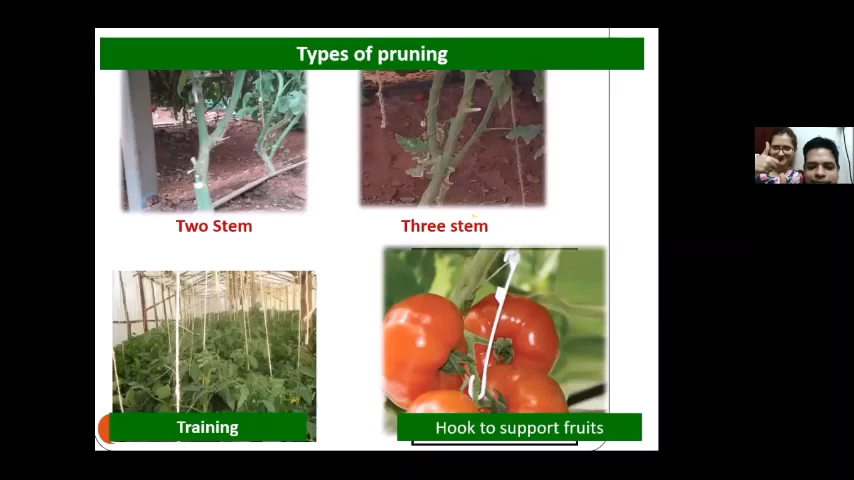 Types of pruning
Two Stem
Three stem
Training
Hook to support fruits